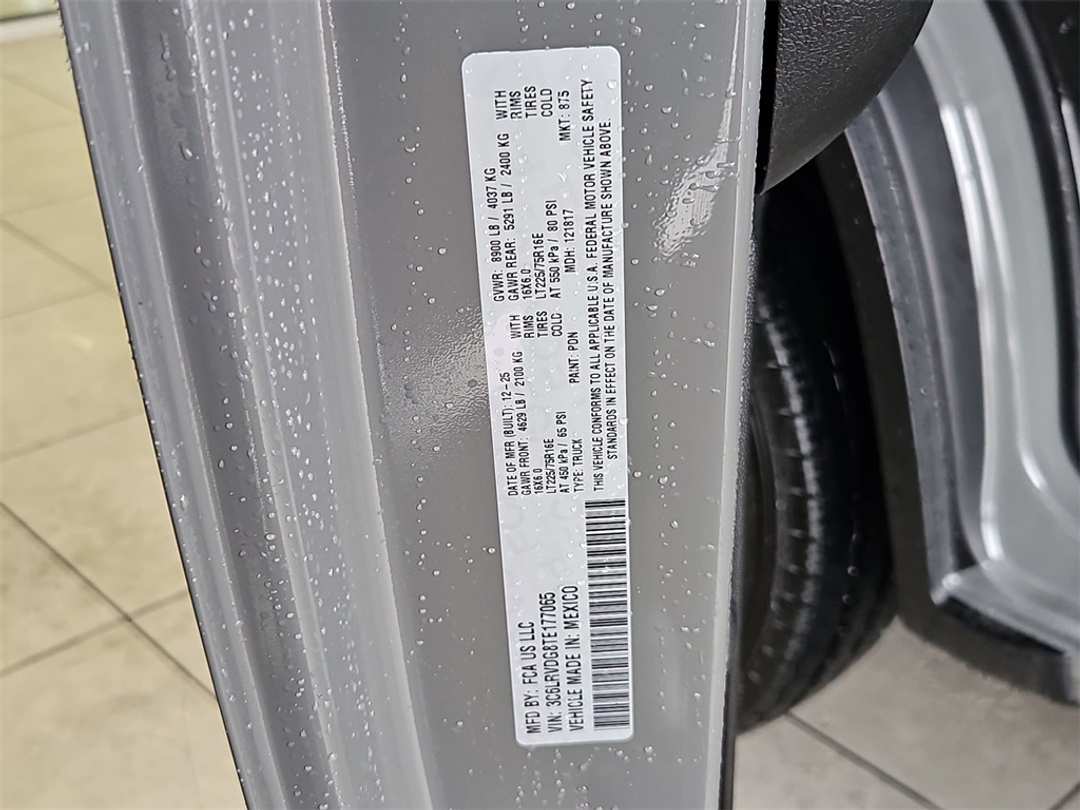 MFD BY: FCA US LLC
VIN: 3C6LRVDG8TE177065
VEHICLE MADE IN: MEXICO
DATE OF MFR (BUILT): 12-25 GVWR: 8900 LB / 4037 KG
GAWR FRONT: 4629 LB / 2100 KG WITH GAWR REAR: 5291 LB / 2400 KG WITH
16X6.0 RIMS 16X6.0 RIMS
LT225/75R16E TIRES LT225/75R16E TIRES
AT 450 kPa / 65 PSI COLD AT 550 kPa / 80 PSI COLD
TYPE: TRUCK PAINT: PDN MDH: 121817 MKT: 875
THIS VEHICLE CONFORMS TO ALL APPLICABLE U.S.A. FEDERAL MOTOR VEHICLE SAFETY
STANDARDS IN EFFECT ON THE DATE OF MANUFACTURE SHOWN ABOVE.